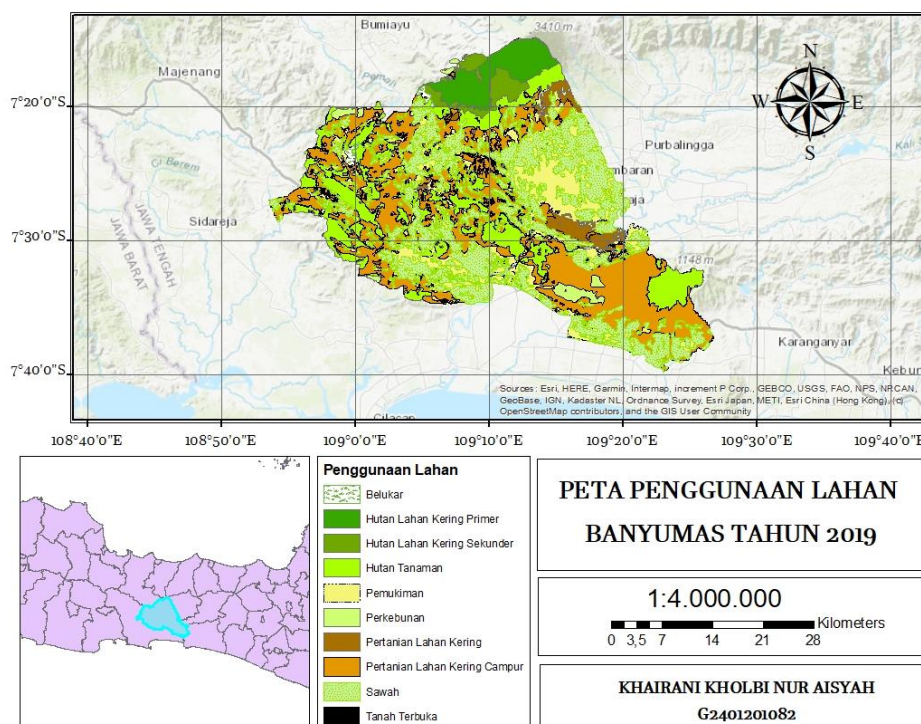 Bumiayu
3410 m
Majenang
Pemali
N
W
E
S
Purbalingga
mbaran
Ci Berem
Kali
aja
Sidareja
JAWA BARAT
JAWA TENGAH
1148 m
Karanganyar
Kebun
Cilacap
7°20'0"S
7°30'0"S
7°40'0"S
Sources: Esri, HERE, Garmin, Intermap, increment P Corp., GEBCO, USGS, FAO, NPS, NRCAN,
GeoBase, IGN, Kadaster NL, Ordnance Survey, Esri Japan, METI, Esri China (Hong Kong), (c)
OpenStreetMap contributors, and the GIS User Community
108°40'0"E 108°50'0"E 109°0'0"E 109°10'0"E 109°20'0"E 109°30'0"E 109°40'0"E
Penggunaan Lahan
Belukar
Hutan Lahan Kering Primer
Hutan Lahan Kering Sekunder
Hutan Tanaman
Pemukiman
Perkebunan
Pertanian Lahan Kering
Pertanian Lahan Kering Campur
Sawah
Tanah Terbuka
PETA PENGGUNAAN LAHAN
BANYUMAS TAHUN 2019
1:4.000.000
Kilometers
0 3,5 7 14 21 28
KHAIRANI KHOLBI NUR AISYAH
G2401201082